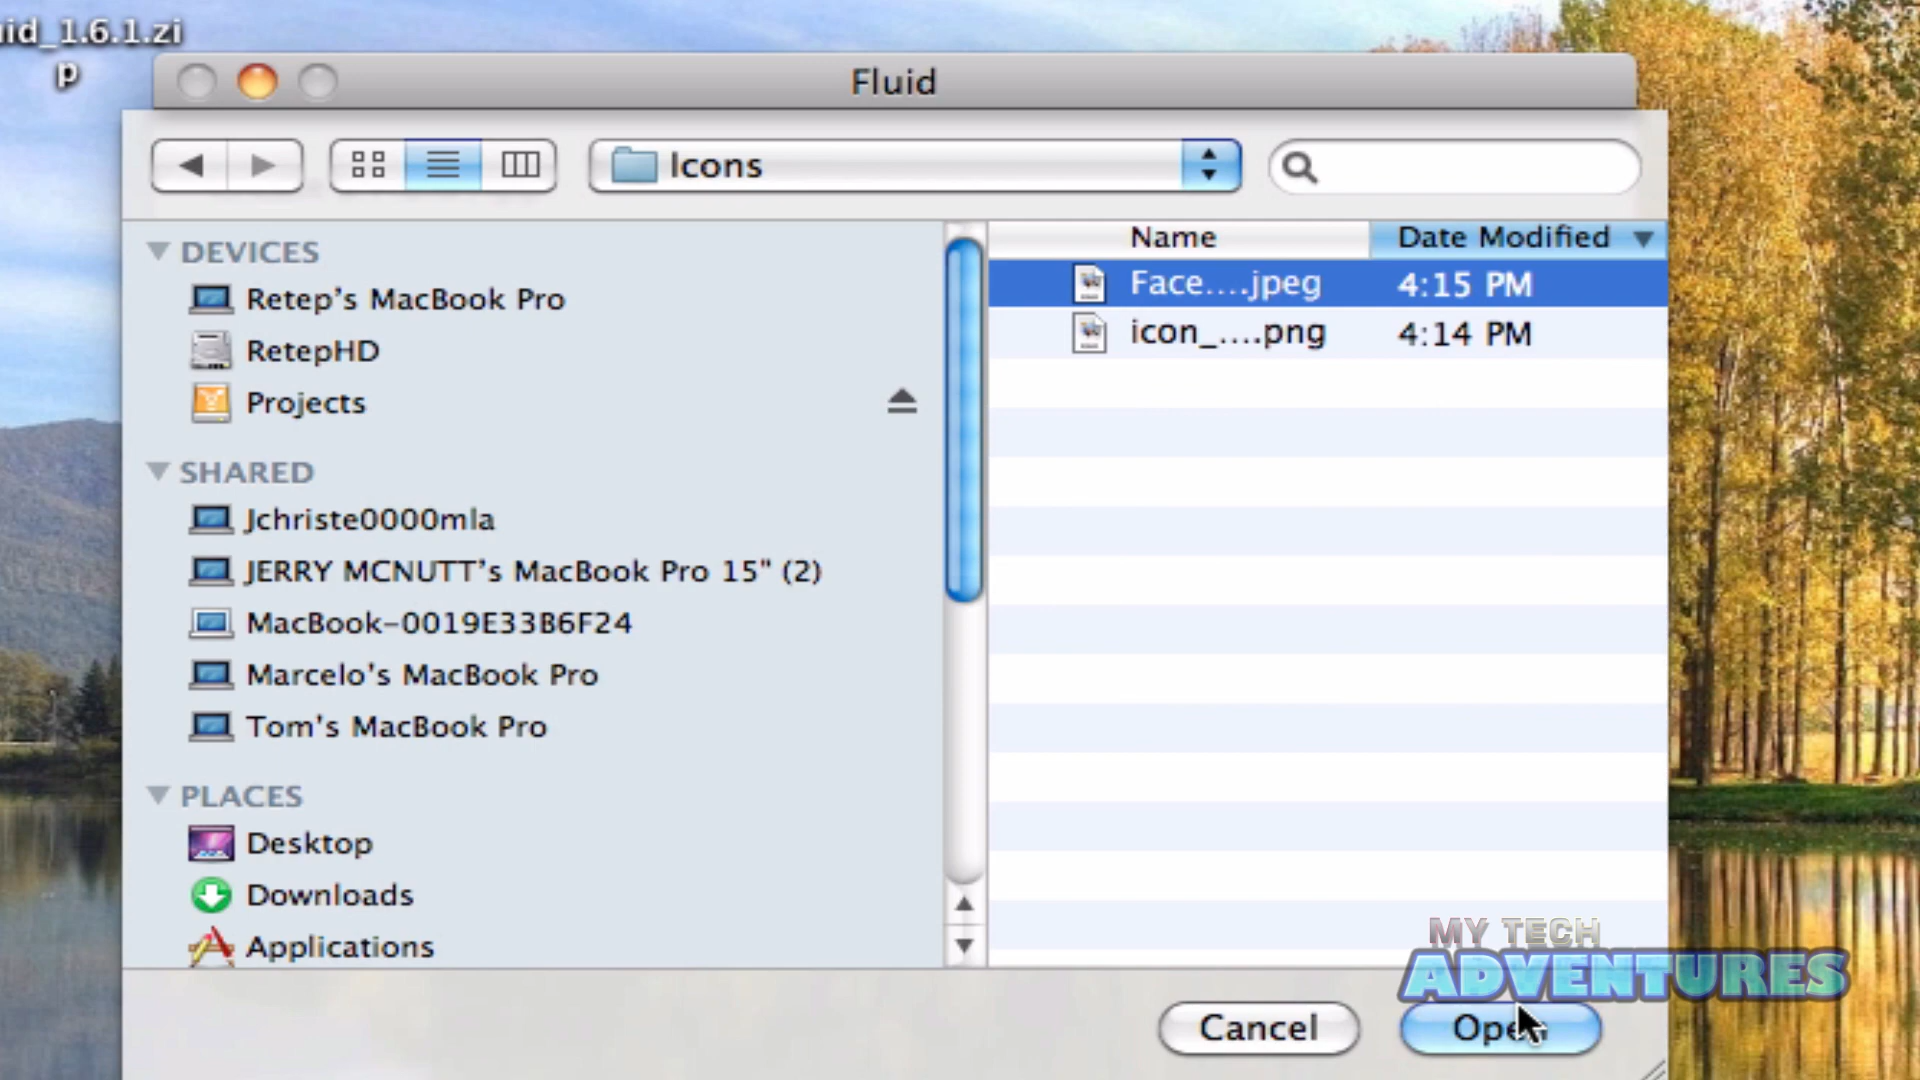 uid_1.6.1.zi
p
Fluid
Icons
DEVICES
Retep's MacBook Pro
RetepHD
Projects
SHARED
Jchriste0000mla
JERRY MCNUTT's MacBook Pro 15" (2)
MacBook-0019E33B6F24
Marcelo's MacBook Pro
Tom's MacBook Pro
PLACES
Desktop
Downloads
Applications
Name Date Modified
Face....jpeg 4:15 PM
icon_....png 4:14 PM
MY TECH
ADVENTURES
Cancel Open